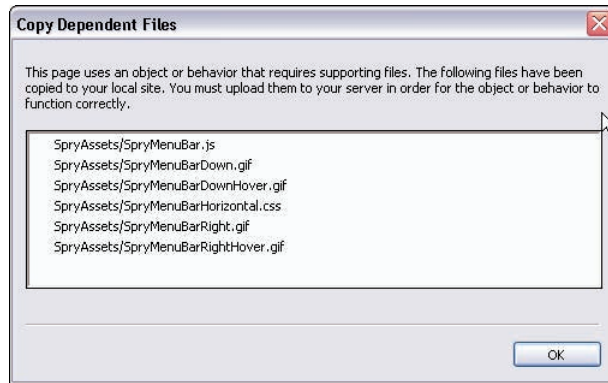 Copy Dependent Files
This page uses an object or behavior that requires supporting files. The following files have been
copied to your local site. You must upload them to your server in order for the object or behavior to
function correctly.
SpryAssets/SpryMenuBar.js
SpryAssets/SpryMenuBarDown.gif
SpryAssets/SpryMenuBarDownHover.gif
SpryAssets/SpryMenuBarHorizontal.css
SpryAssets/SpryMenuBarRight.gif
SpryAssets/SpryMenuBarRightHover.gif
OK